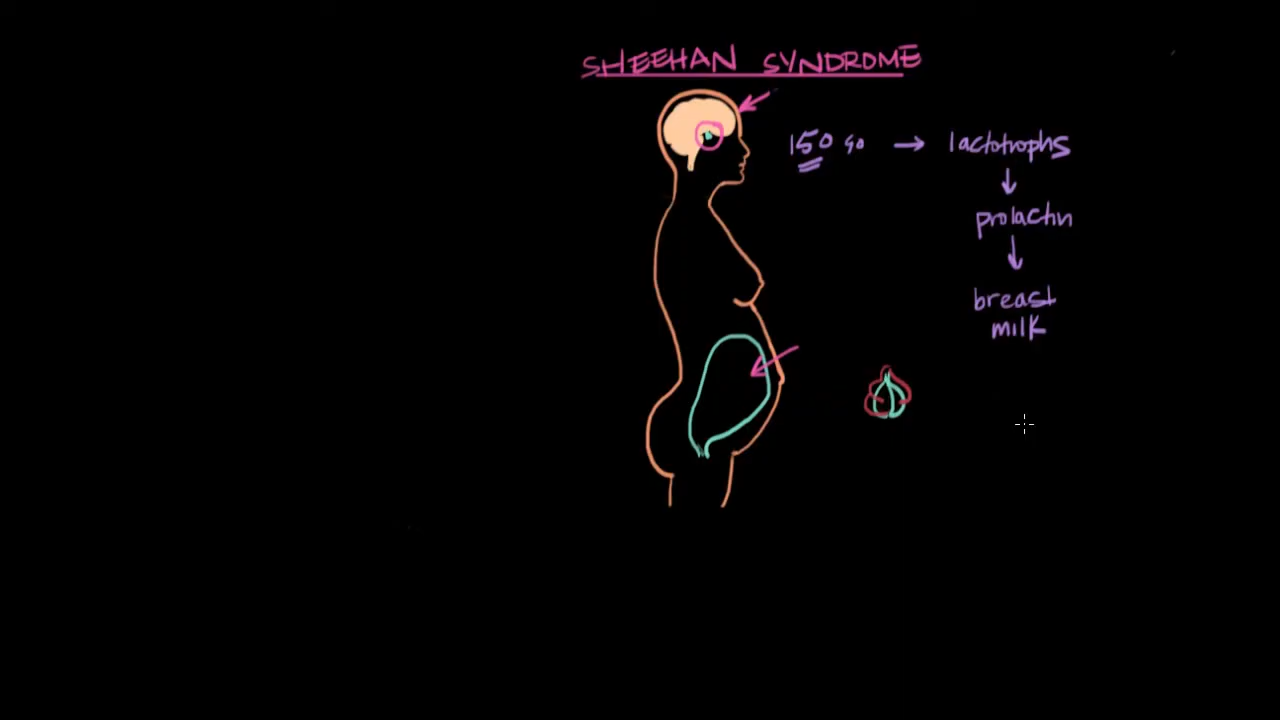 SHEEHAN SYNDROME
150 % → lactotrophs
↓
prolactin
↓
breast
milk